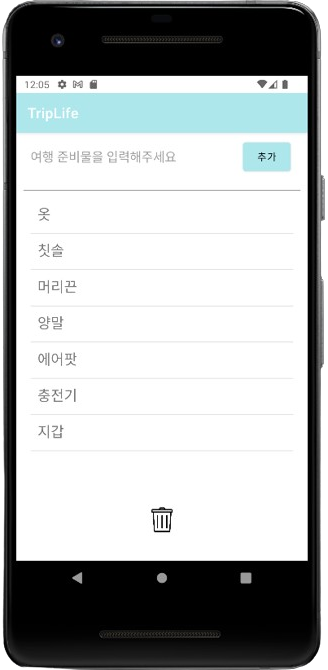 12:05
TripLife
여행 준비물을 입력해주세요
추가
옷
칫솔
머리끈
양말
에어팟
충전기
지갑